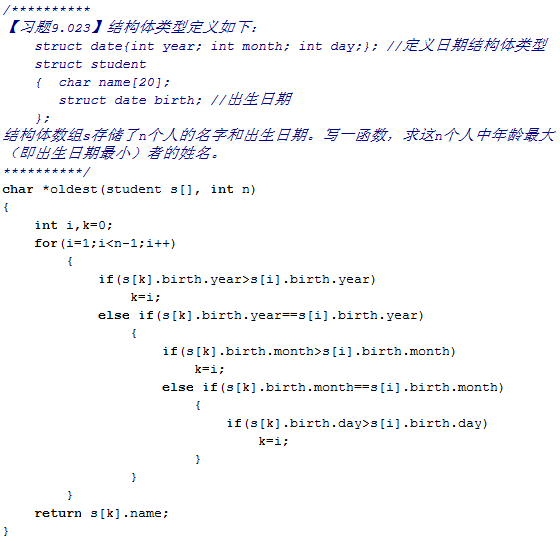 /**********
【习题9.023】结构体类型定义如下：
struct date{int year; int month; int day;}; //定义日期结构体类型
struct student
{  char name[20];
struct date birth; //出生日期
};
结构体数组s存储了n个人的名字和出生日期。写一函数，求这n个人中年龄最大
（即出生日期最小）者的姓名。
**********/
char *oldest(student s[], int n)
{
int i,k=0;
for(i=1;i<n-1;i++)
{
if(s[k].birth.year>s[i].birth.year)
k=i;
else if(s[k].birth.year==s[i].birth.year)
{
if(s[k].birth.month>s[i].birth.month)
k=i;
else if(s[k].birth.month==s[i].birth.month)
{
if(s[k].birth.day>s[i].birth.day)
k=i;
}
}
}
return s[k].name;
}